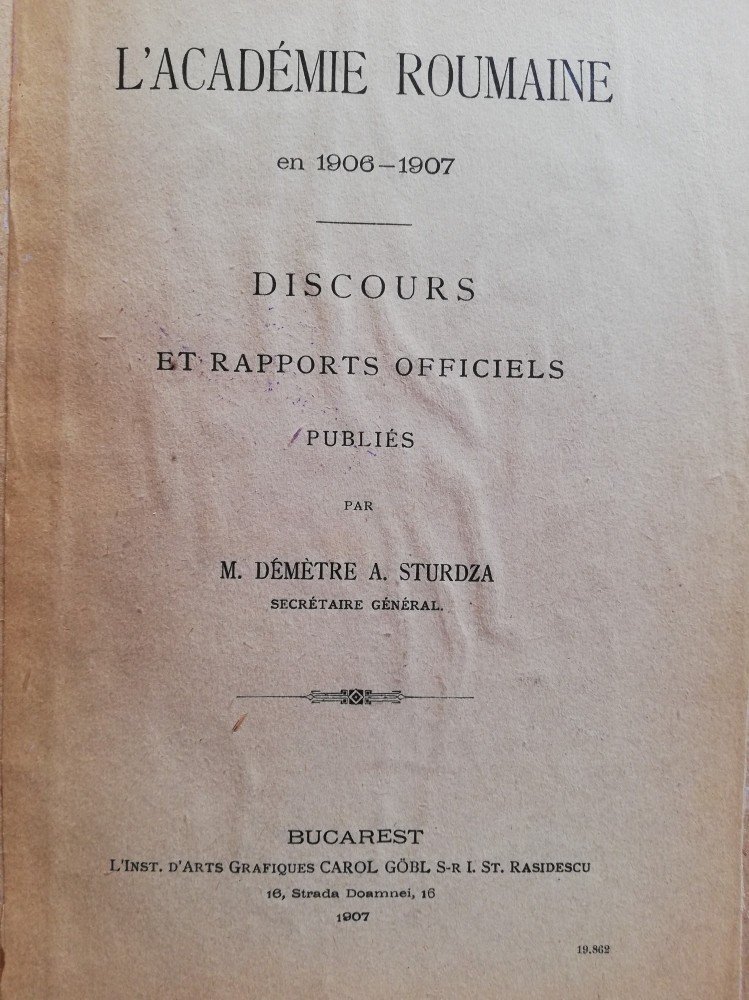 L'ACADÉMIE ROUMAINE
en 1906–1907
DISCOURS
ET RAPPORTS OFFICIELS
PUBLIÉS
PAR
M. DÉMÈTRE A. STURDZA
SECRÉTAIRE GÉNÉRAL.
BUCAREST
L'INST. D'ARTS GRAFIQUES CAROL GÖBL S-R I. ST. RASIDESCU
16, Strada Doamnei, 16
1907
19.862